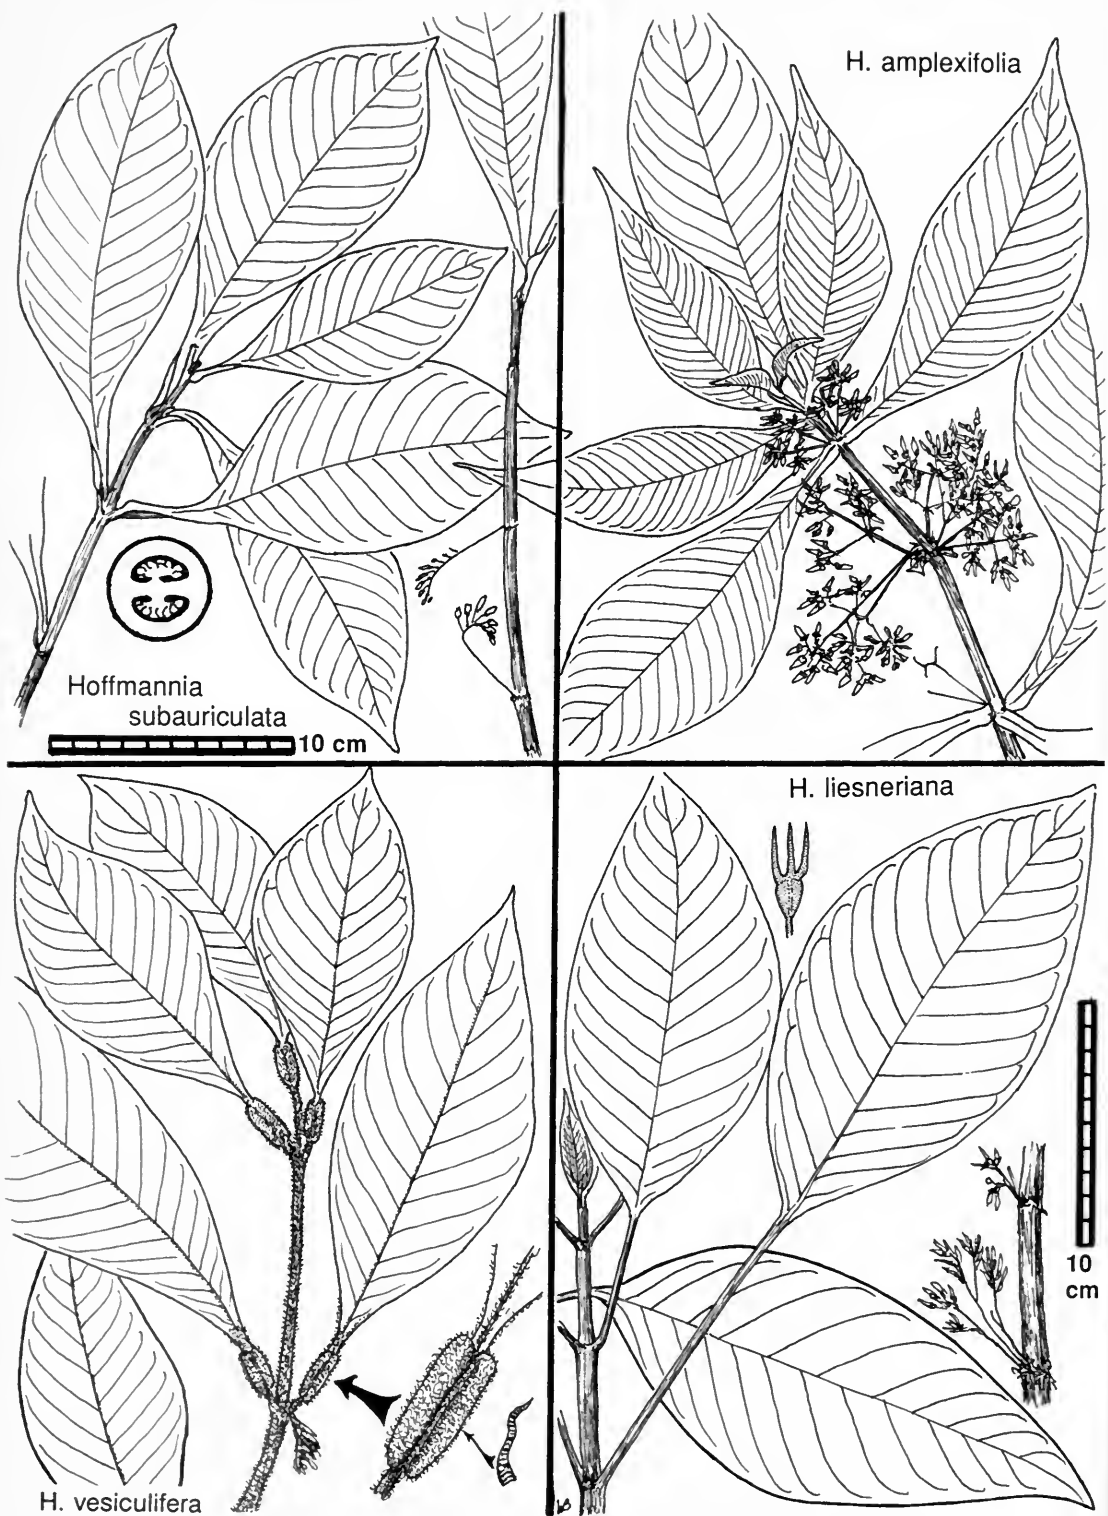 H. amplexifolia
Hoffmannia
subauriculata
10 cm
H. liesneriana
10
cm
H. vesiculifera